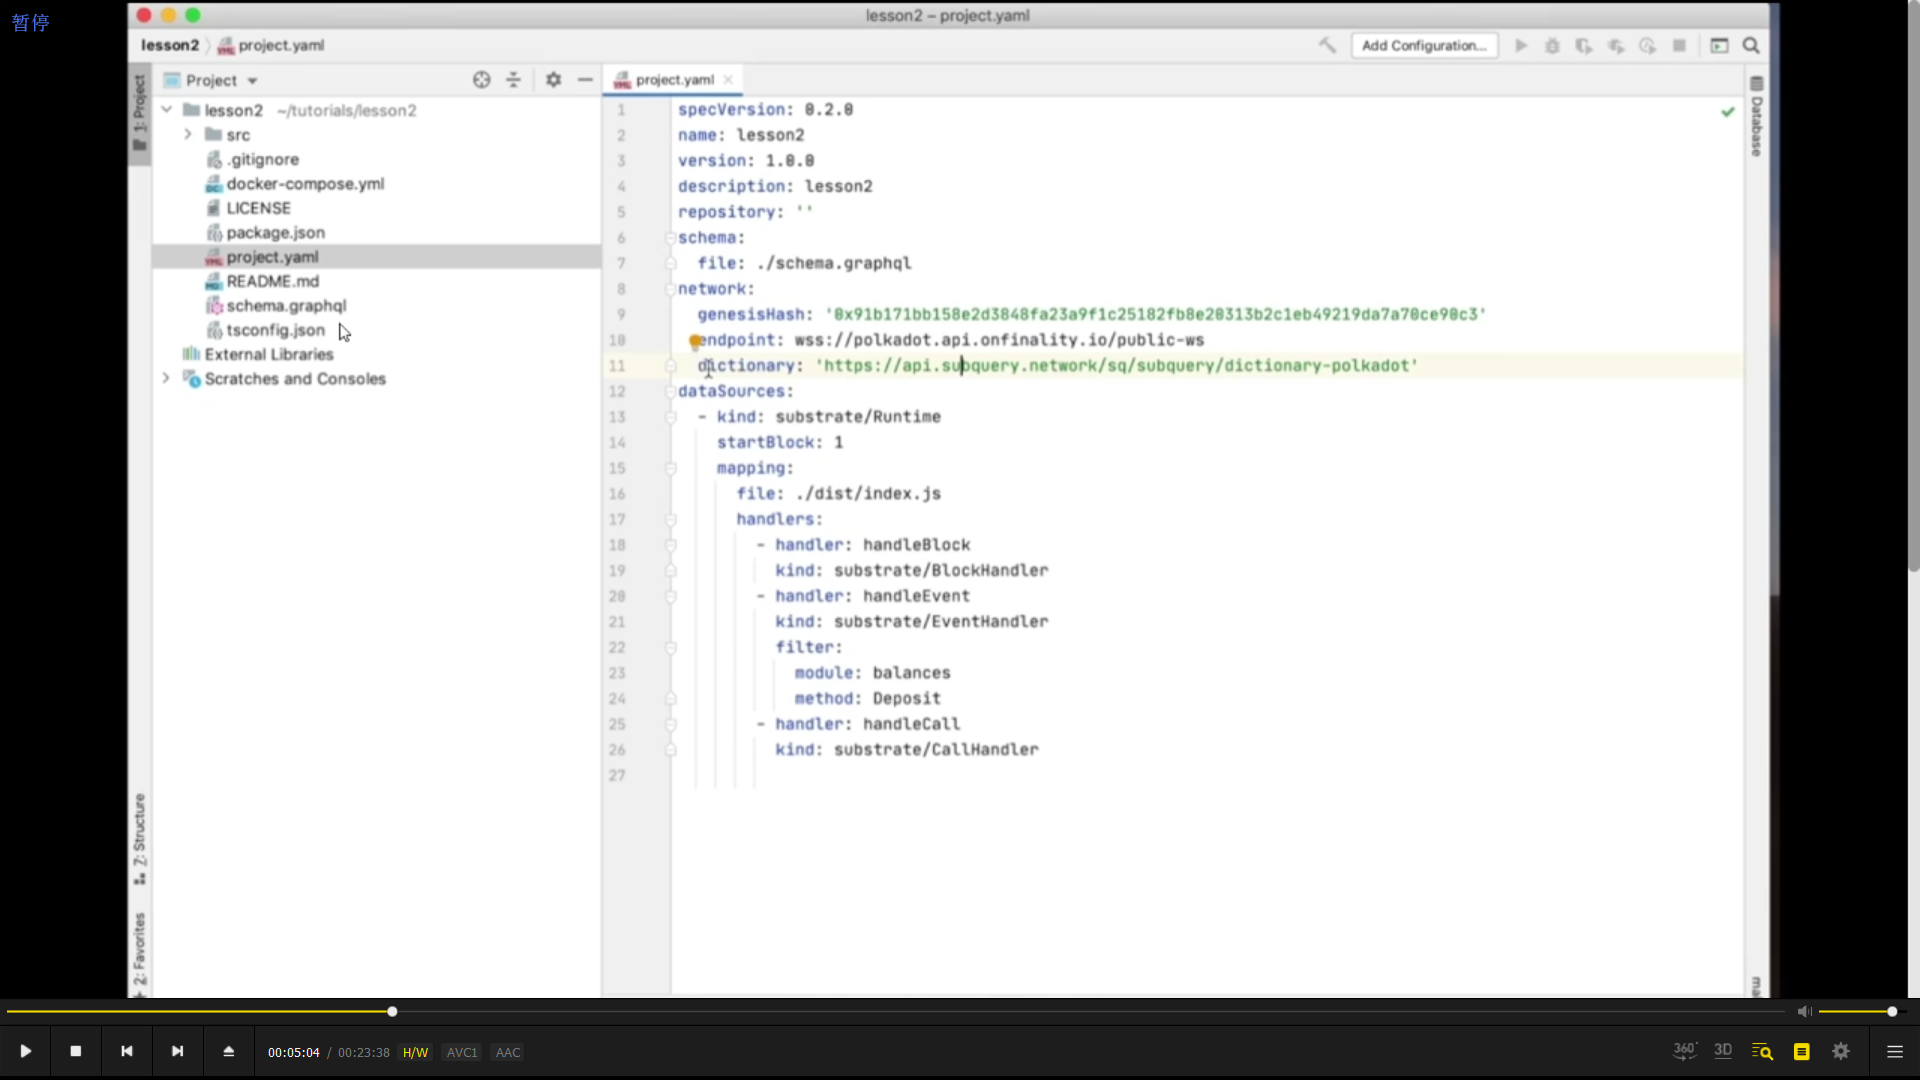 暂停
lesson2 – project.yaml
lesson2 project.yaml
Add Configuration...
1: Project
Project
project.yaml
Database
lesson2 ~/tutorials/lesson2
src
.gitignore
docker-compose.yml
LICENSE
package.json
project.yaml
README.md
schema.graphql
tsconfig.json
External Libraries
Scratches and Consoles
1 specVersion: 0.2.0
2 name: lesson2
3 version: 1.0.0
4 description: lesson2
5 repository: ''
6 schema:
7 file: ./schema.graphql
8 network:
9 genesisHash: '0x91b171bb158e2d3848fa23a9f1c25182fb8e20313b2c1eb49219da7a70ce90c3'
10 endpoint: wss://polkadot.api.onfinality.io/public-ws
11 dictionary: 'https://api.subquery.network/sq/subquery/dictionary-polkadot'
12 dataSources:
13 - kind: substrate/Runtime
14 startBlock: 1
15 mapping:
16 file: ./dist/index.js
17 handlers:
18 - handler: handleBlock
19 kind: substrate/BlockHandler
20 - handler: handleEvent
21 kind: substrate/EventHandler
22 filter:
23 module: balances
24 method: Deposit
25 - handler: handleCall
26 kind: substrate/CallHandler
27
7: Structure
2: Favorites
00:05:04 / 00:23:38 H/W AVC1 AAC
360° 3D